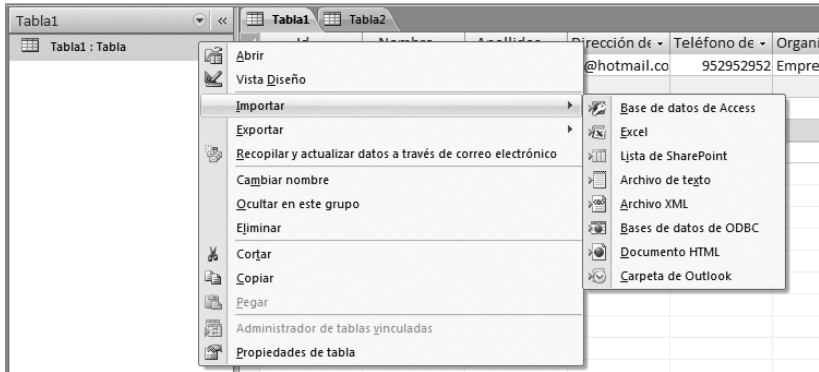 Tabla1
Tabla1 Tabla2
Tabla1 : Tabla
Id Nombre Apellidos Dirección de Teléfono de Organi
@hotmail.co 952952952 Empre
Abrir
Vista Diseño
Importar
Exportar
Recopilar y actualizar datos a través de correo electrónico
Cambiar nombre
Ocultar en este grupo
Eliminar
Cortar
Copiar
Pegar
Administrador de tablas vinculadas
Propiedades de tabla
Base de datos de Access
Excel
Lista de SharePoint
Archivo de texto
Archivo XML
Bases de datos de ODBC
Documento HTML
Carpeta de Outlook